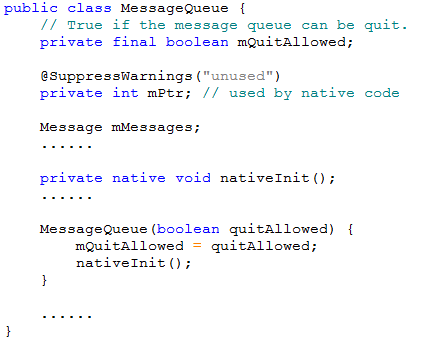 public class MessageQueue {
    // True if the message queue can be quit.
    private final boolean mQuitAllowed;

    @SuppressWarnings("unused")
    private int mPtr; // used by native code

    Message mMessages;
    ......

    private native void nativeInit();
    ......

    MessageQueue(boolean quitAllowed) {
        mQuitAllowed = quitAllowed;
        nativeInit();
    }

    ......
}